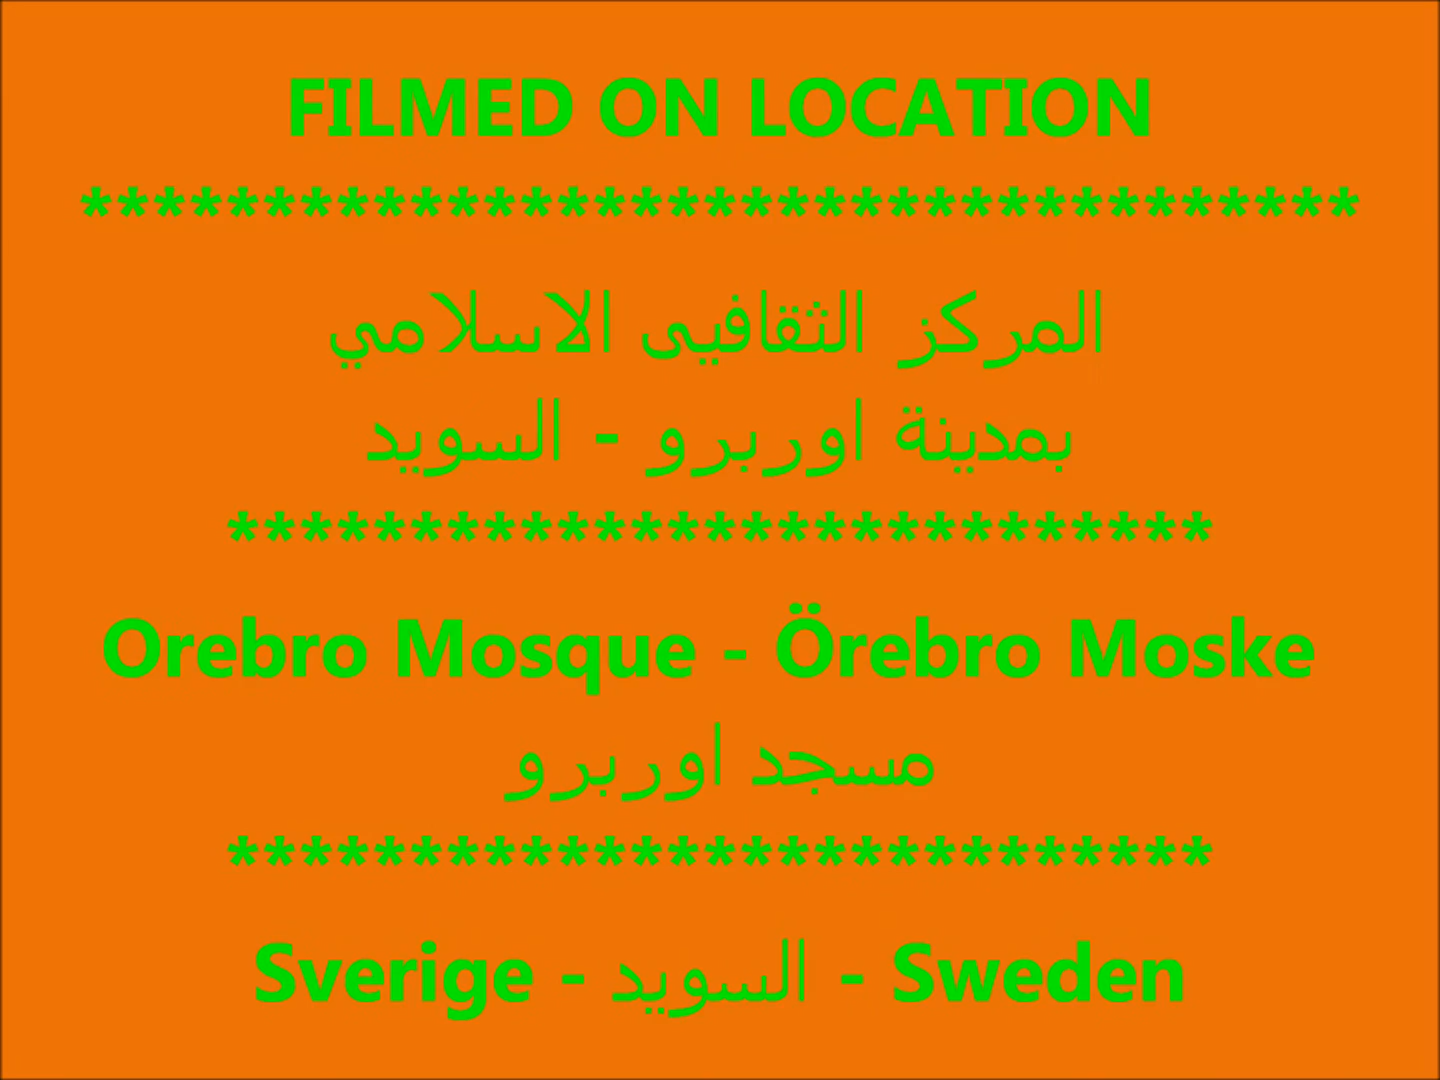 FILMED ON LOCATION
***********************************
المركز الثقافيى الاسلامي
بمدينة اوربرو - السويد
***************************
Orebro Mosque - Örebro Moske
مسجد اوربرو
***************************
Sverige - السويد - Sweden